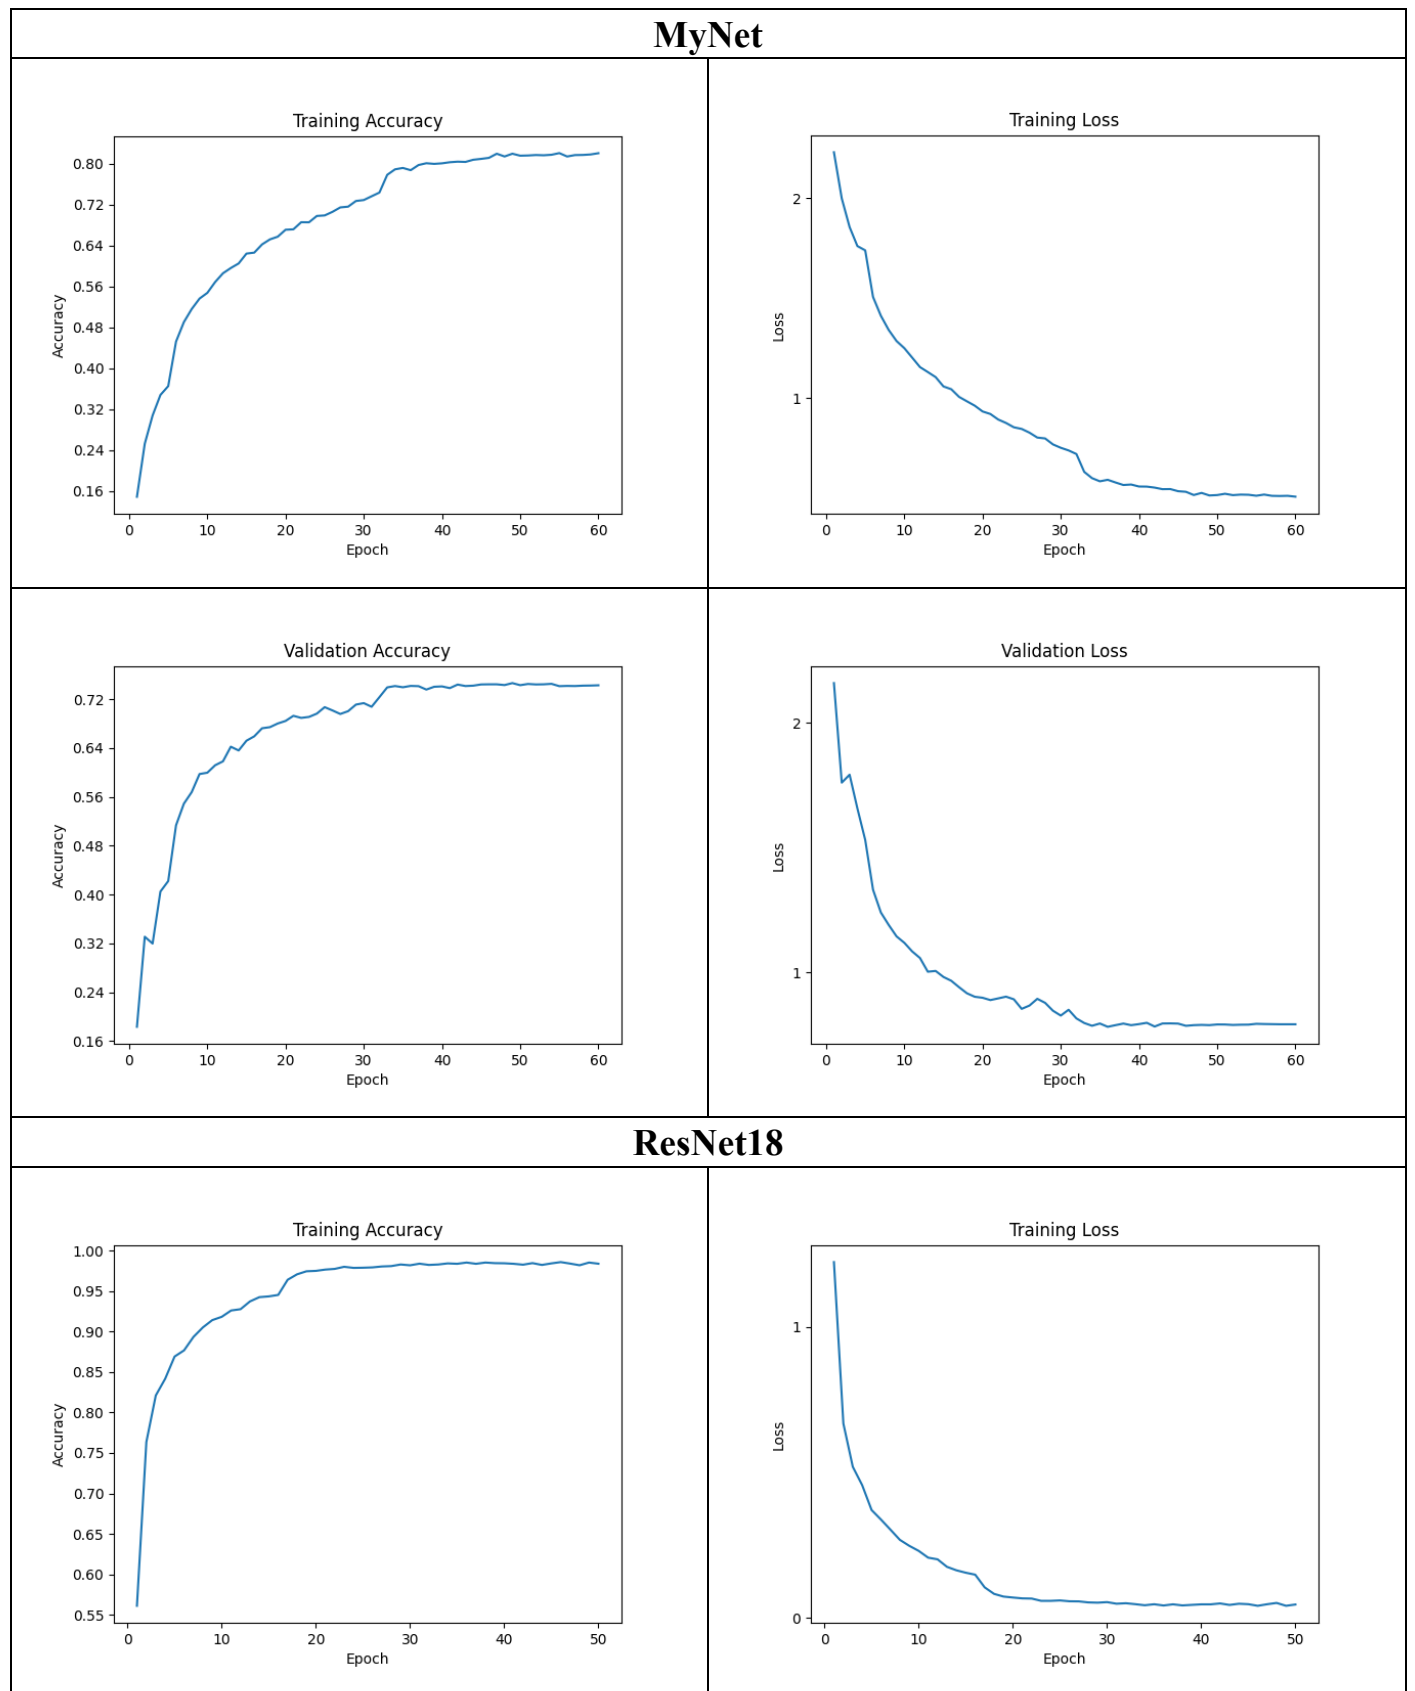 MyNet
Training Accuracy
0.80
0.72
0.64
0.56
0.48
0.40
0.32
0.24
0.16
Accuracy
0 10 20 30 40 50 60
Epoch
Training Loss
2
1
Loss
0 10 20 30 40 50 60
Epoch
Validation Accuracy
0.72
0.64
0.56
0.48
0.40
0.32
0.24
0.16
Accuracy
0 10 20 30 40 50 60
Epoch
Validation Loss
2
1
Loss
0 10 20 30 40 50 60
Epoch
ResNet18
Training Accuracy
1.00
0.95
0.90
0.85
0.80
0.75
0.70
0.65
0.60
0.55
Accuracy
0 10 20 30 40 50
Epoch
Training Loss
1
0
Loss
0 10 20 30 40 50
Epoch